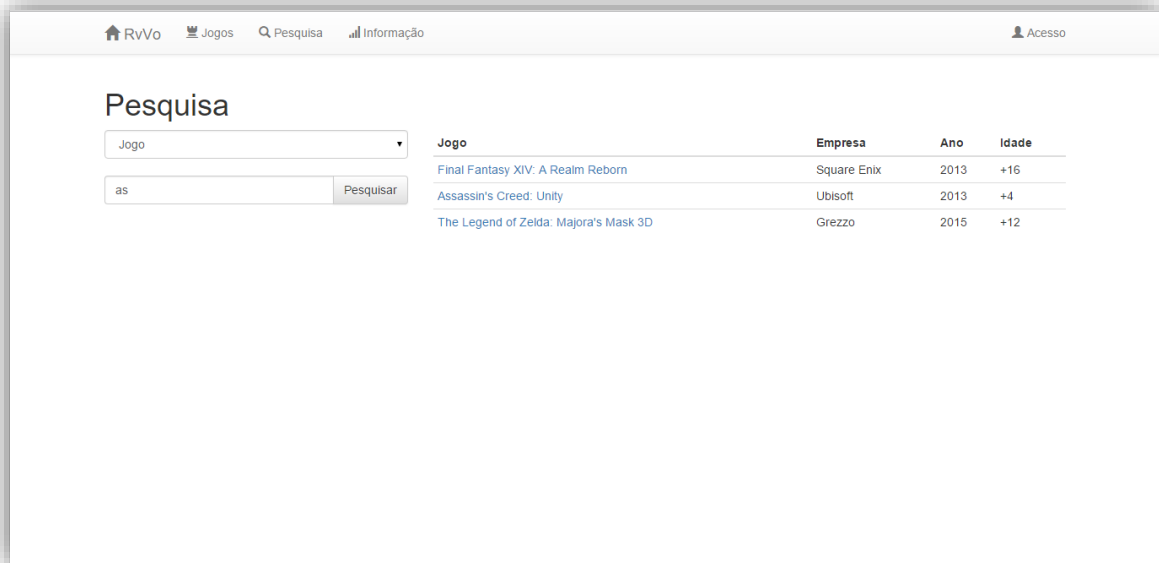 RvVo Jogos Pesquisa Informação Acesso
Pesquisa
Jogo
as Pesquisar
Jogo Empresa Ano Idade
Final Fantasy XIV: A Realm Reborn Square Enix 2013 +16
Assassin's Creed: Unity Ubisoft 2013 +4
The Legend of Zelda: Majora's Mask 3D Grezzo 2015 +12